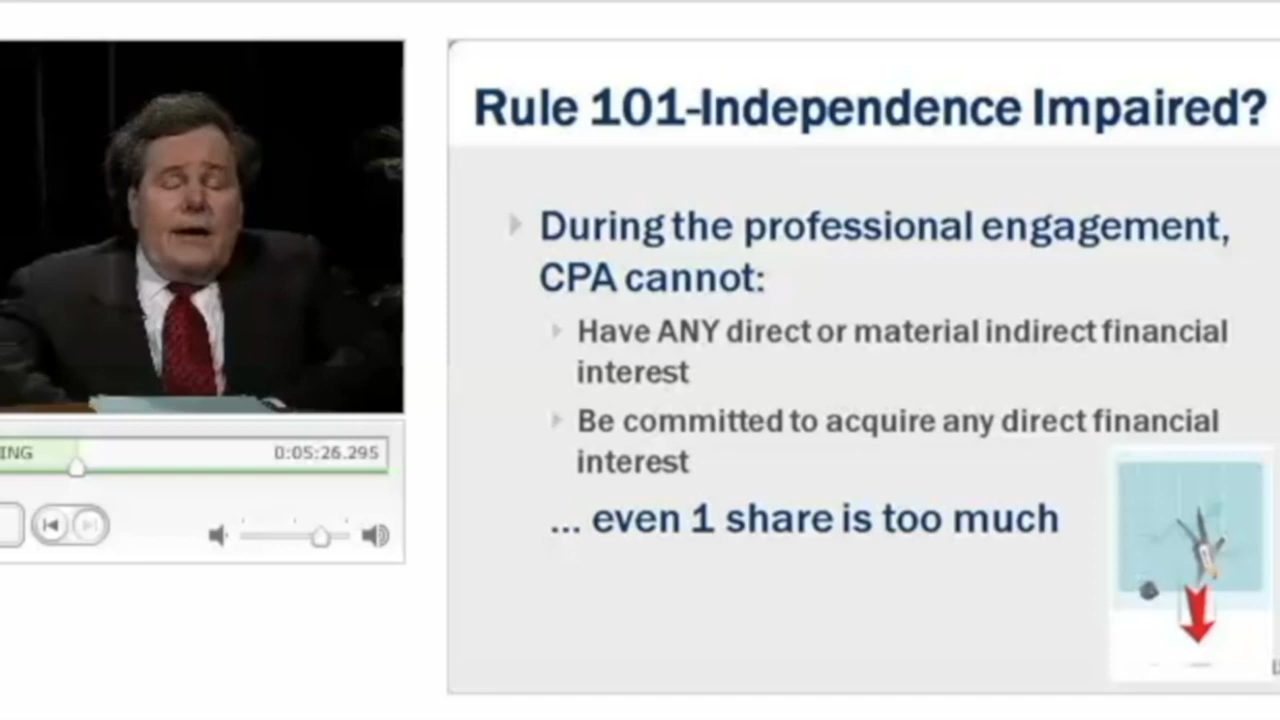 Rule 101-Independence Impaired?
During the professional engagement,
CPA cannot:
Have ANY direct or material indirect financial
interest
Be committed to acquire any direct financial
interest
... even 1 share is too much
ING
0:05:26.295